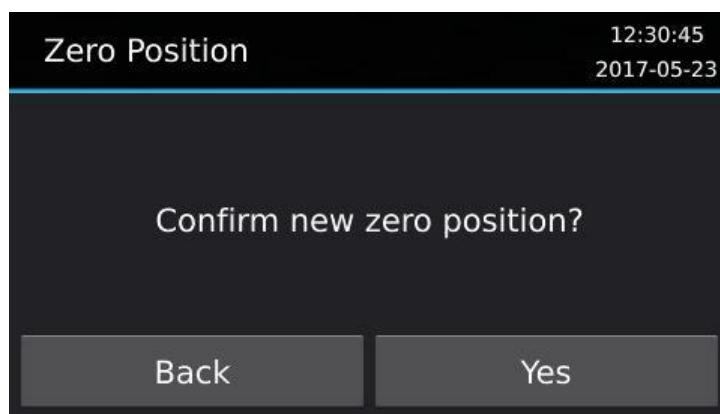 Zero Position
12:30:45
2017-05-23
Confirm new zero position?
Back
Yes